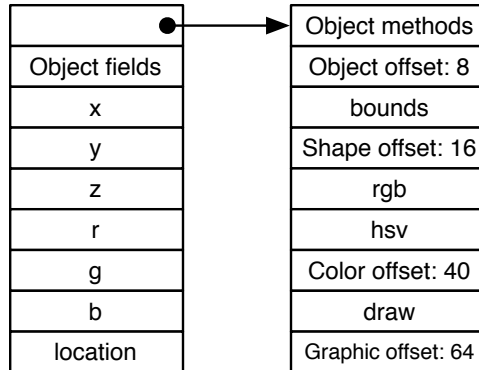 Object fields
x
y
z
r
g
b
location
Object methods
Object offset: 8
bounds
Shape offset: 16
rgb
hsv
Color offset: 40
draw
Graphic offset: 64